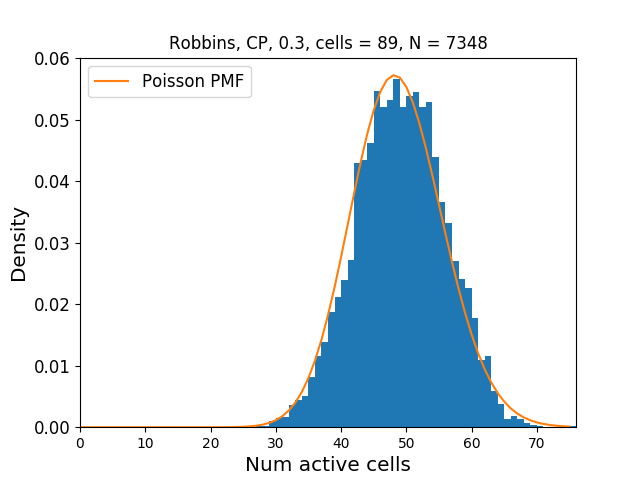 Robbins, CP, 0.3, cells = 89, N = 7348
Poisson PMF
0.06
0.05
0.04
0.03
0.02
0.01
0.00
Density
0 10 20 30 40 50 60 70
Num active cells